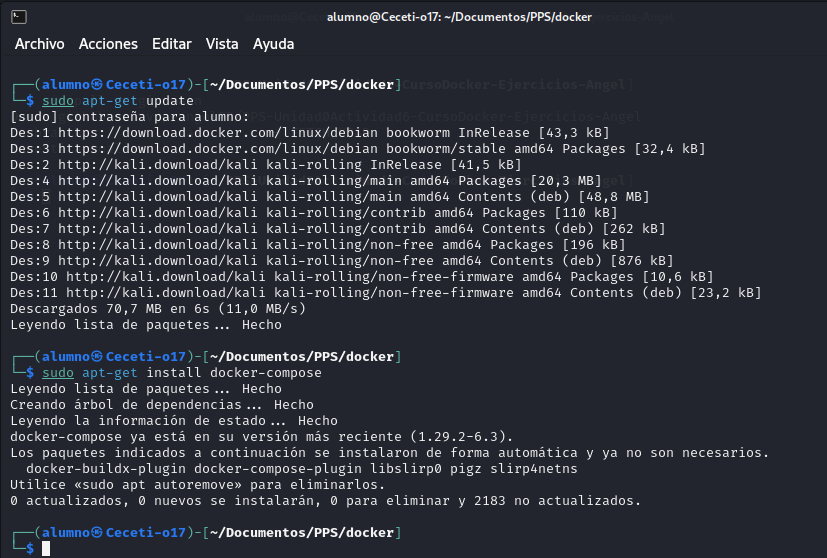 alumno@Ceceti-o17: ~/Documentos/PPS/docker
Archivo Acciones Editar Vista Ayuda
┌──(alumno㉿Ceceti-o17)-[~/Documentos/PPS/docker]
└─$ sudo apt-get update
[sudo] contraseña para alumno:
Des:1 https://download.docker.com/linux/debian bookworm InRelease [43,3 kB]
Des:3 https://download.docker.com/linux/debian bookworm/stable amd64 Packages [32,4 kB]
Des:2 http://kali.download/kali kali-rolling InRelease [41,5 kB]
Des:4 http://kali.download/kali kali-rolling/main amd64 Packages [20,3 MB]
Des:5 http://kali.download/kali kali-rolling/main amd64 Contents (deb) [48,8 MB]
Des:6 http://kali.download/kali kali-rolling/contrib amd64 Packages [110 kB]
Des:7 http://kali.download/kali kali-rolling/contrib amd64 Contents (deb) [262 kB]
Des:8 http://kali.download/kali kali-rolling/non-free amd64 Packages [196 kB]
Des:9 http://kali.download/kali kali-rolling/non-free amd64 Contents (deb) [876 kB]
Des:10 http://kali.download/kali kali-rolling/non-free-firmware amd64 Packages [10,6 kB]
Des:11 http://kali.download/kali kali-rolling/non-free-firmware amd64 Contents (deb) [23,2 kB]
Descargados 70,7 MB en 6s (11,0 MB/s)
Leyendo lista de paquetes... Hecho
┌──(alumno㉿Ceceti-o17)-[~/Documentos/PPS/docker]
└─$ sudo apt-get install docker-compose
Leyendo lista de paquetes... Hecho
Creando árbol de dependencias... Hecho
Leyendo la información de estado... Hecho
docker-compose ya está en su versión más reciente (1.29.2-6.3).
Los paquetes indicados a continuación se instalaron de forma automática y ya no son necesarios.
docker-buildx-plugin docker-compose-plugin libslirp0 pigz slirp4netns
Utilice «sudo apt autoremove» para eliminarlos.
0 actualizados, 0 nuevos se instalarán, 0 para eliminar y 2183 no actualizados.
┌──(alumno㉿Ceceti-o17)-[~/Documentos/PPS/docker]
└─$